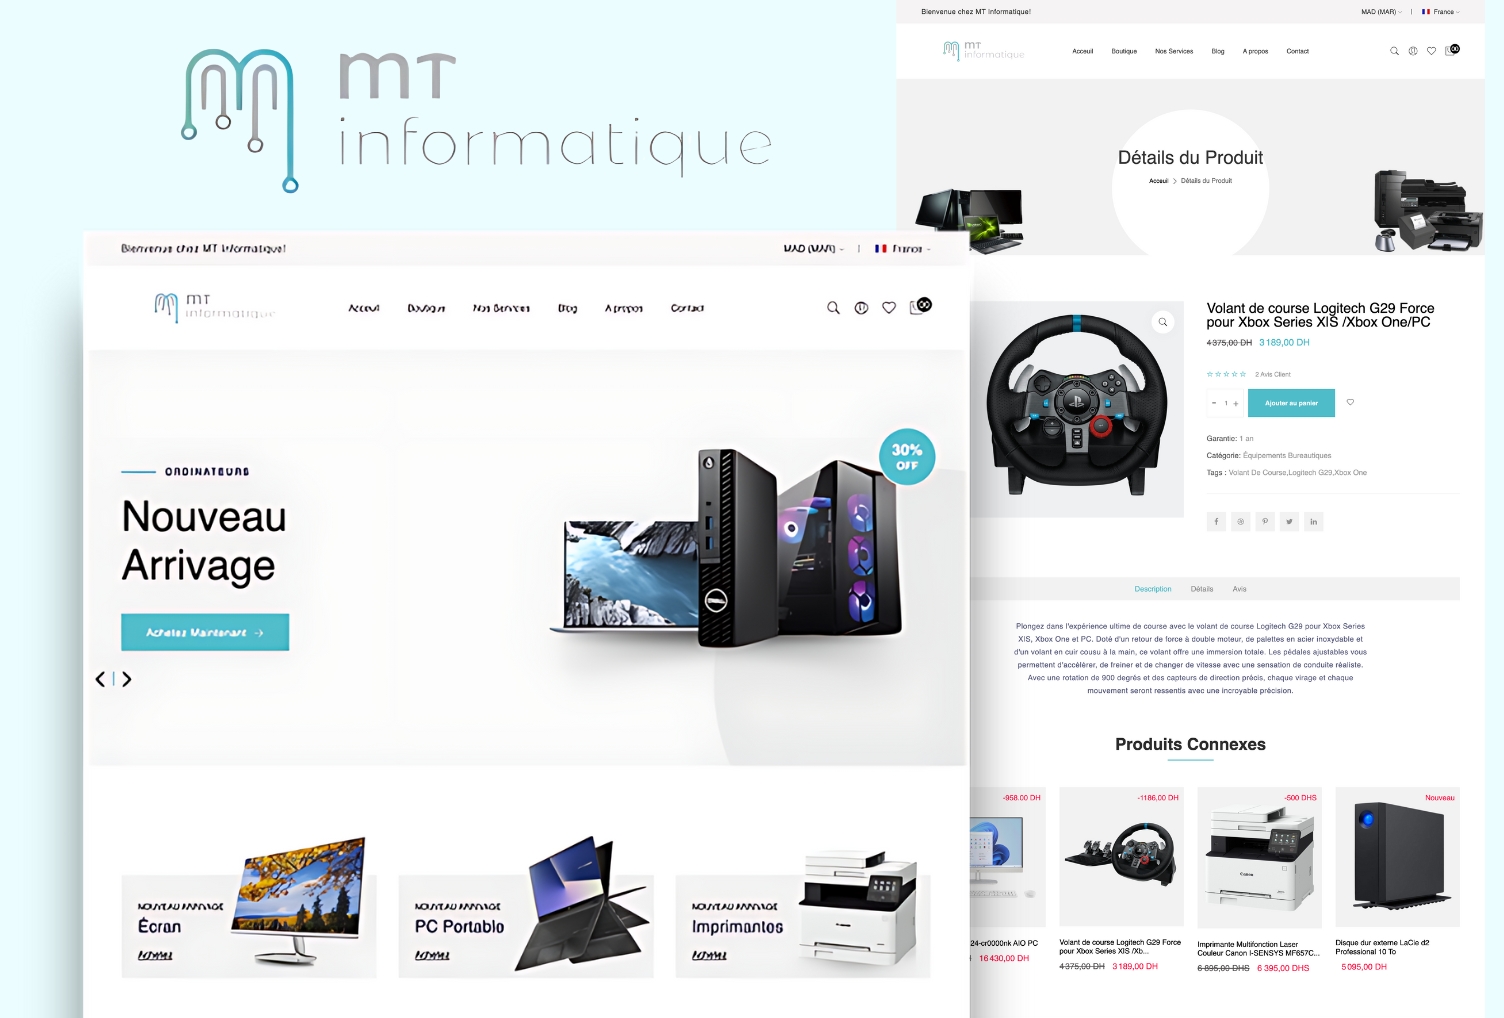 mT
informatique
Bienvenue chez MT Informatique!
MAD (MAR)
France
mT
informatique
Acceuil
Boutique
Nos Services
Blog
A propos
Contact
00
Détails du Produit
Acceuil > Détails du Produit
Volant de course Logitech G29 Force
pour Xbox Series X|S /Xbox One/PC
4 375,00 DH 3 189,00 DH
2 Avis Client
- 1 +
Ajouter au panier
Garantie: 1 an
Catégorie: Équipements Bureautiques
Tags : Volant De Course,Logitech G29,Xbox One
Description
Détails
Avis
Plongez dans l'expérience ultime de course avec le volant de course Logitech G29 pour Xbox Series
X|S, Xbox One et PC. Doté d'un retour de force à double moteur, de palettes en acier inoxydable et
d'un volant en cuir cousu à la main, ce volant offre une immersion totale. Les pédales ajustables vous
permettent d'accélérer, de freiner et de changer de vitesse avec une sensation de conduite réaliste.
Avec une rotation de 900 degrés et des capteurs de direction précis, chaque virage et chaque
mouvement seront ressentis avec une incroyable précision.
Produits Connexes
-958.00 DH
24-cr0000nk AIO PC
16 430,00 DH
-1186,00 DH
Volant de course Logitech G29 Force
pour Xbox Series X|S /Xb...
4 375,00 DH 3 189,00 DH
-500 DHS
Canon
Imprimante Multifonction Laser
Couleur Canon I-SENSYS MF657C...
6 895,00 DHS 6 395,00 DHS
Nouveau
Disque dur externe LaCie d2
Professional 10 To
5 095,00 DH
Bienvenue chez MT Informatique!
MAD (MAR)
France
mT
informatique
Acceuil
Boutique
Nos Services
Blog
A propos
Contact
00
ORDINATEURS
Nouveau
Arrivage
Achetez Maintenant →
30%
OFF
DELL
NOUVEAU ARRIVAGE
Écran
NOUVEAU ARRIVAGE
PC Portable
NOUVEAU ARRIVAGE
Imprimantes
Canon